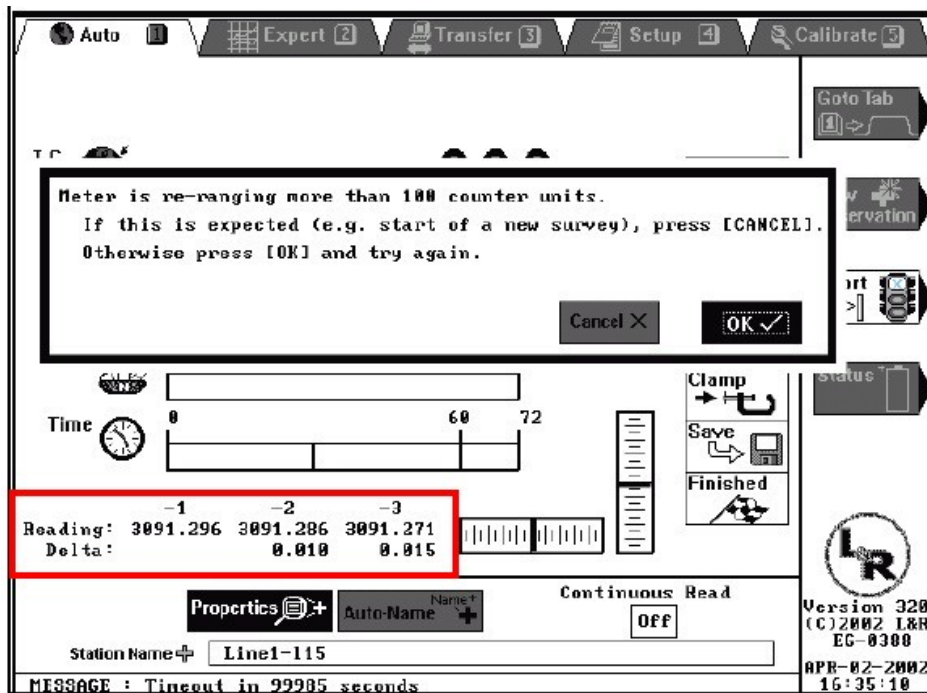 Auto 1 Expert 2 Transfer 3 Setup 4 Calibrate 5
Goto Tab
1
Meter is re-ranging more than 100 counter units.
If this is expected (e.g. start of a new survey), press [CANCEL].
Otherwise press [OK] and try again.
Cancel OK
Status
Clamp
N
Time 0 60 72
Save
Finished
-1 -2 -3
Reading: 3091.296 3091.286 3091.271
Delta: 0.010 0.015
L&R
Continuous Read
Properties Auto-Name Name+ Off
Version 320
(C)2002 L&R
EG-0388
Station Name Line1-115
APR-02-2002
MESSAGE : Timeout in 99985 seconds 16:35:10